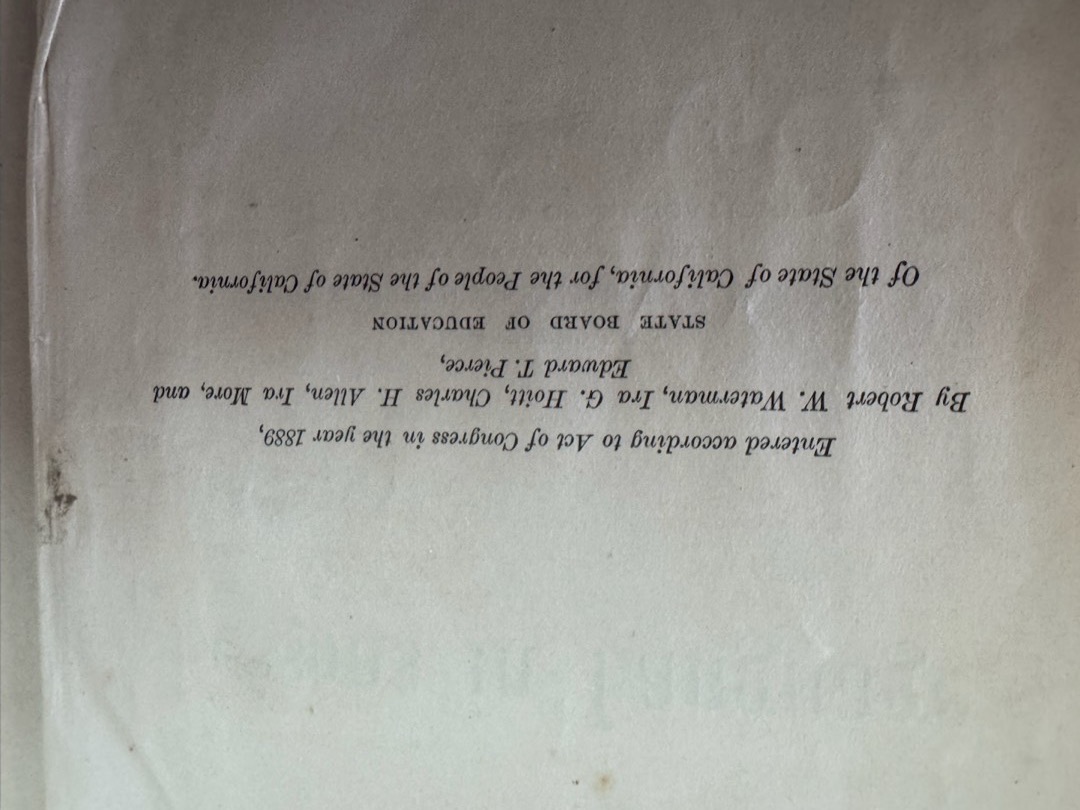 Entered according to Act of Congress in the year 1889,
By Robert W. Waterman, Ira G. Hoitt, Charles H. Allen, Ira More, and
Edward T. Pierce,
STATE BOARD OF EDUCATION
Of the State of California, for the People of the State of California.